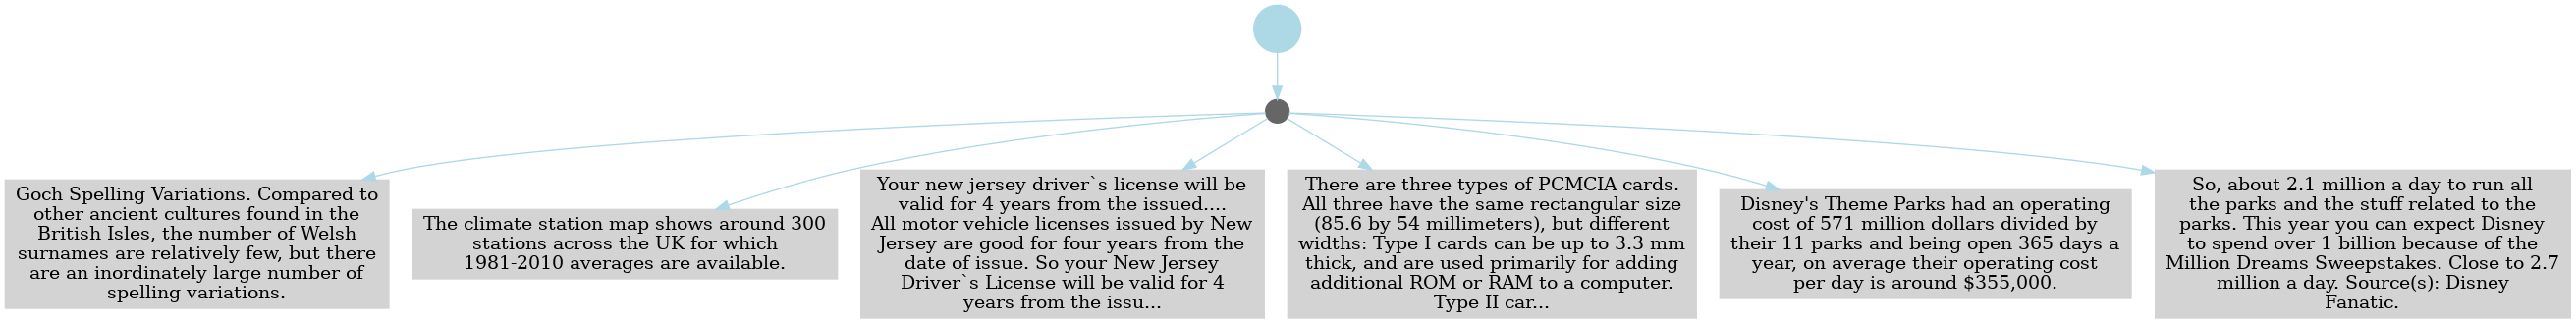 Goch Spelling Variations. Compared to
other ancient cultures found in the
British Isles, the number of Welsh
surnames are relatively few, but there
are an inordinately large number of
spelling variations.
The climate station map shows around 300
stations across the UK for which
1981-2010 averages are available.
Your new jersey driver`s license will be
valid for 4 years from the issued....
All motor vehicle licenses issued by New
Jersey are good for four years from the
date of issue. So your New Jersey
Driver`s License will be valid for 4
years from the issu...
There are three types of PCMCIA cards.
All three have the same rectangular size
(85.6 by 54 millimeters), but different
widths: Type I cards can be up to 3.3 mm
thick, and are used primarily for adding
additional ROM or RAM to a computer.
Type II car...
Disney's Theme Parks had an operating
cost of 571 million dollars divided by
their 11 parks and being open 365 days a
year, on average their operating cost
per day is around $355,000.
So, about 2.1 million a day to run all
the parks and the stuff related to the
parks. This year you can expect Disney
to spend over 1 billion because of the
Million Dreams Sweepstakes. Close to 2.7
million a day. Source(s): Disney
Fanatic.